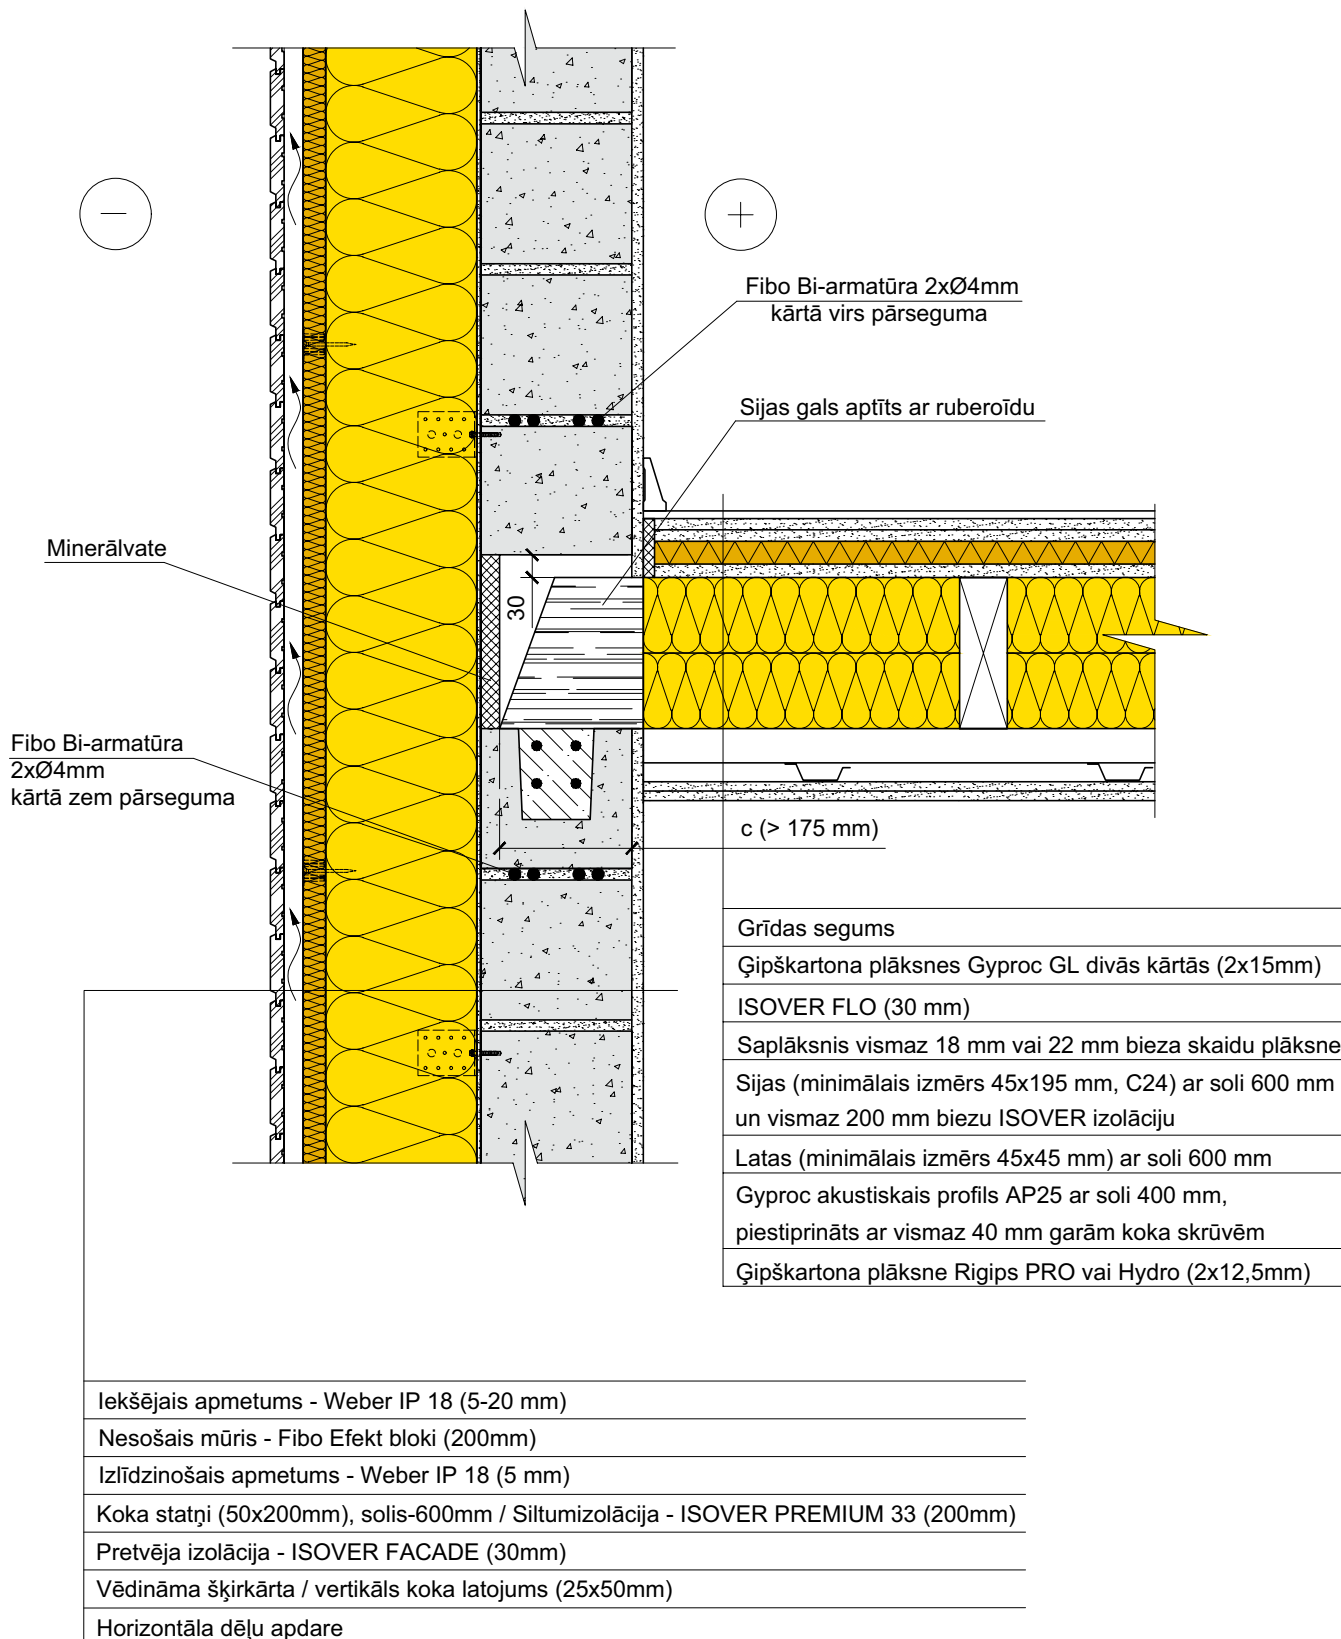 Fibo Bi-armatūra 2xØ4mm
kārtā virs pārseguma
Sijas gals aptīts ar ruberoīdu
Minerālvate
30
Fibo Bi-armatūra
2xØ4mm
kārtā zem pārseguma
c (> 175 mm)
Grīdas segums
Ģipškartona plāksnes Gyproc GL divās kārtās (2x15mm)
ISOVER FLO (30 mm)
Saplāksnis vismaz 18 mm vai 22 mm bieza skaidu plāksne
Sijas (minimālais izmērs 45x195 mm, C24) ar soli 600 mm
un vismaz 200 mm biezu ISOVER izolāciju
Latas (minimālais izmērs 45x45 mm) ar soli 600 mm
Gyproc akustiskais profils AP25 ar soli 400 mm,
piestiprināts ar vismaz 40 mm garām koka skrūvēm
Ģipškartona plāksne Rigips PRO vai Hydro (2x12,5mm)
Iekšējais apmetums - Weber IP 18 (5-20 mm)
Nesošais mūris - Fibo Efekt bloki (200mm)
Izlīdzinošais apmetums - Weber IP 18 (5 mm)
Koka statņi (50x200mm), solis-600mm / Siltumizolācija - ISOVER PREMIUM 33 (200mm)
Pretvēja izolācija - ISOVER FACADE (30mm)
Vēdināma šķirkārta / vertikāls koka latojums (25x50mm)
Horizontāla dēļu apdare